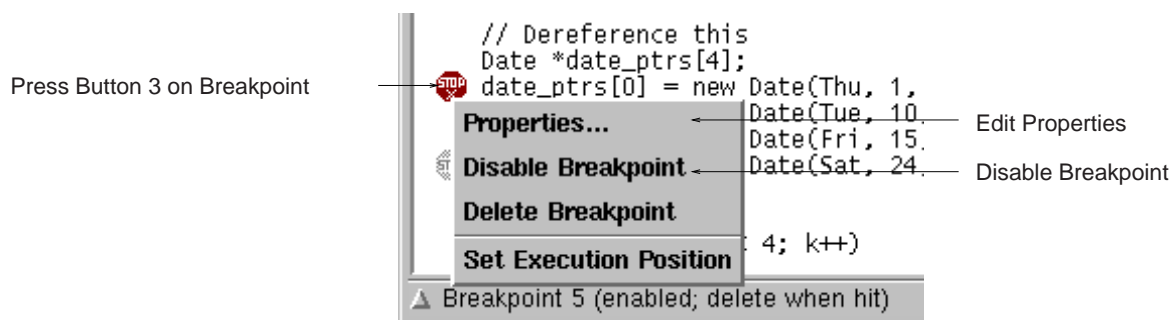 // Dereference this
Date *date_ptrs[4];
Press Button 3 on Breakpoint
STOP date_ptrs[0] = new Date(Thu, 1,
Properties... Date(Tue, 10,
Edit Properties
Date(Fri, 15,
ST Disable Breakpoint Date(Sat, 24,
Disable Breakpoint
Delete Breakpoint
4; k++)
Set Execution Position
Breakpoint 5 (enabled; delete when hit)